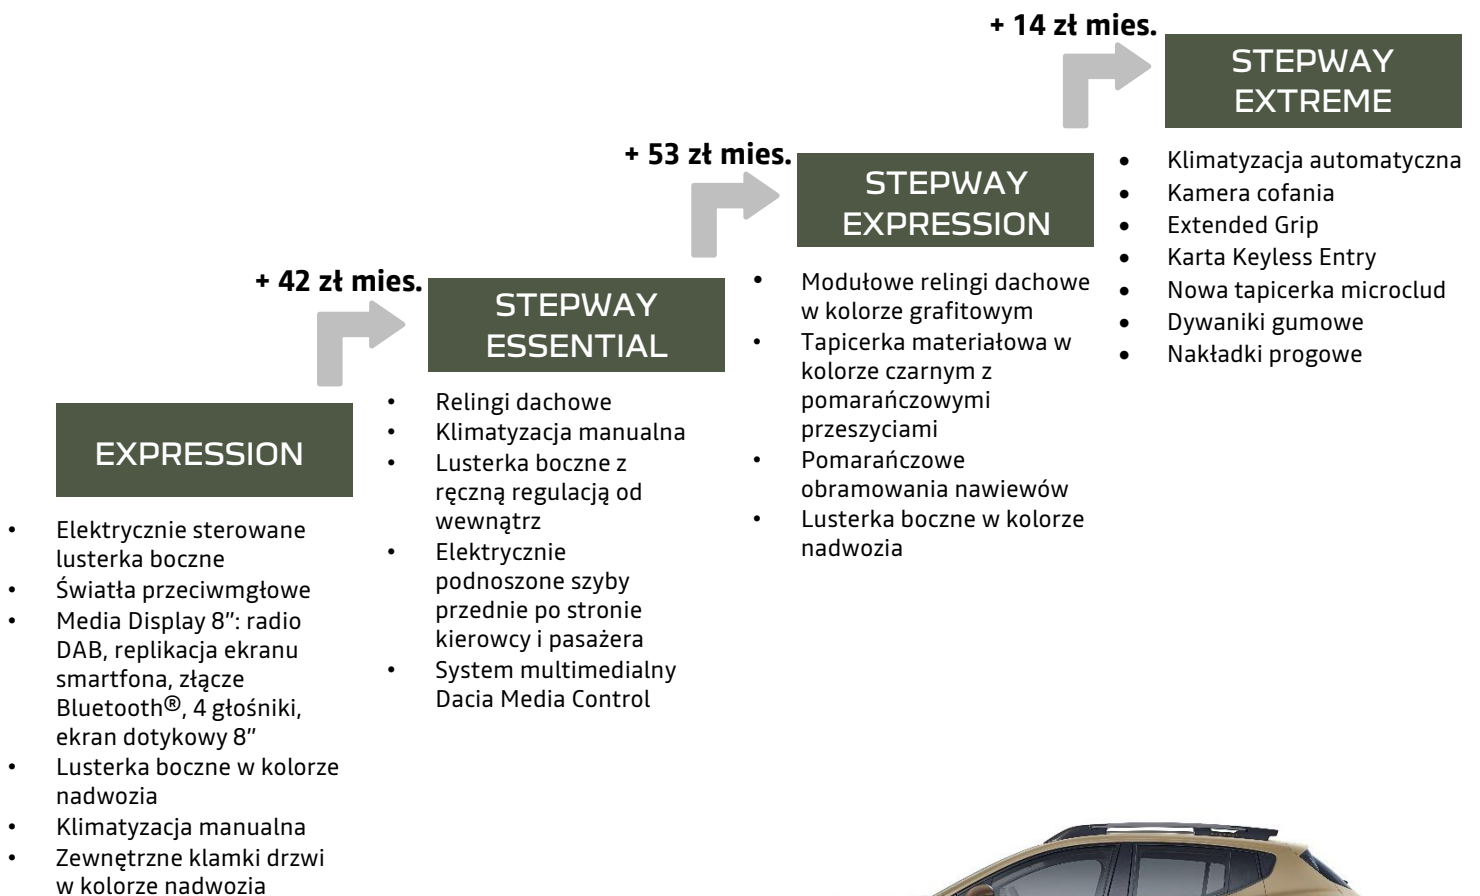 + 14 zł mies.
STEPWAY
EXTREME
• Klimatyzacja automatyczna
• Kamera cofania
• Extended Grip
• Karta Keyless Entry
• Nowa tapicerka microclud
• Dywaniki gumowe
• Nakładki progowe
+ 53 zł mies.
STEPWAY
EXPRESSION
• Modułowe relingi dachowe
w kolorze grafitowym
• Tapicerka materiałowa w
kolorze czarnym z
pomarańczowymi
przeszyciami
• Pomarańczowe
obramowania nawiewów
• Lusterka boczne w kolorze
nadwozia
+ 42 zł mies.
STEPWAY
ESSENTIAL
• Relingi dachowe
• Klimatyzacja manualna
• Lusterka boczne z
ręczną regulacją od
wewnątrz
• Elektrycznie
podnoszone szyby
przednie po stronie
kierowcy i pasażera
• System multimedialny
Dacia Media Control
EXPRESSION
• Elektrycznie sterowane
lusterka boczne
• Światła przeciwmgłowe
• Media Display 8”: radio
DAB, replikacja ekranu
smartfona, złącze
Bluetooth®, 4 głośniki,
ekran dotykowy 8”
• Lusterka boczne w kolorze
nadwozia
• Klimatyzacja manualna
• Zewnętrzne klamki drzwi
w kolorze nadwozia